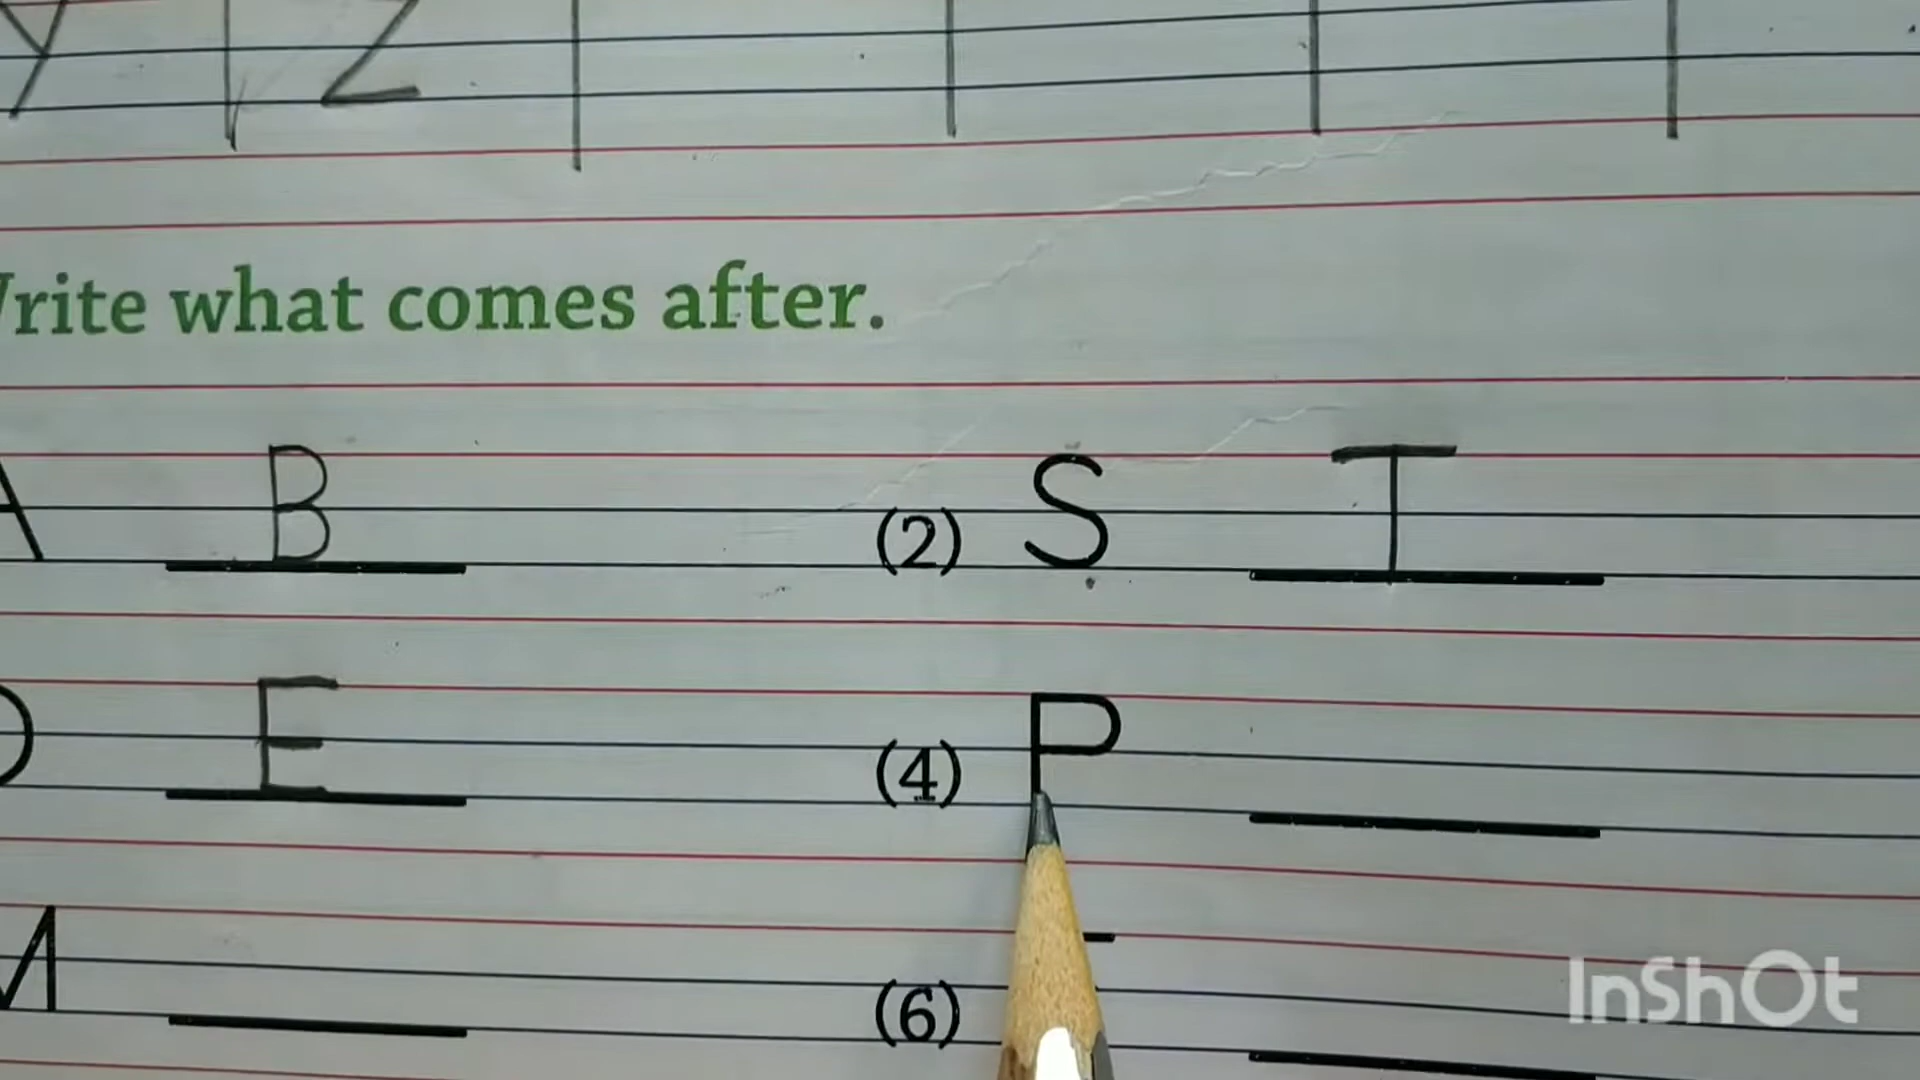 y z
Write what comes after.
A B (2) S T
D E (4) P
M (6)
InShOt